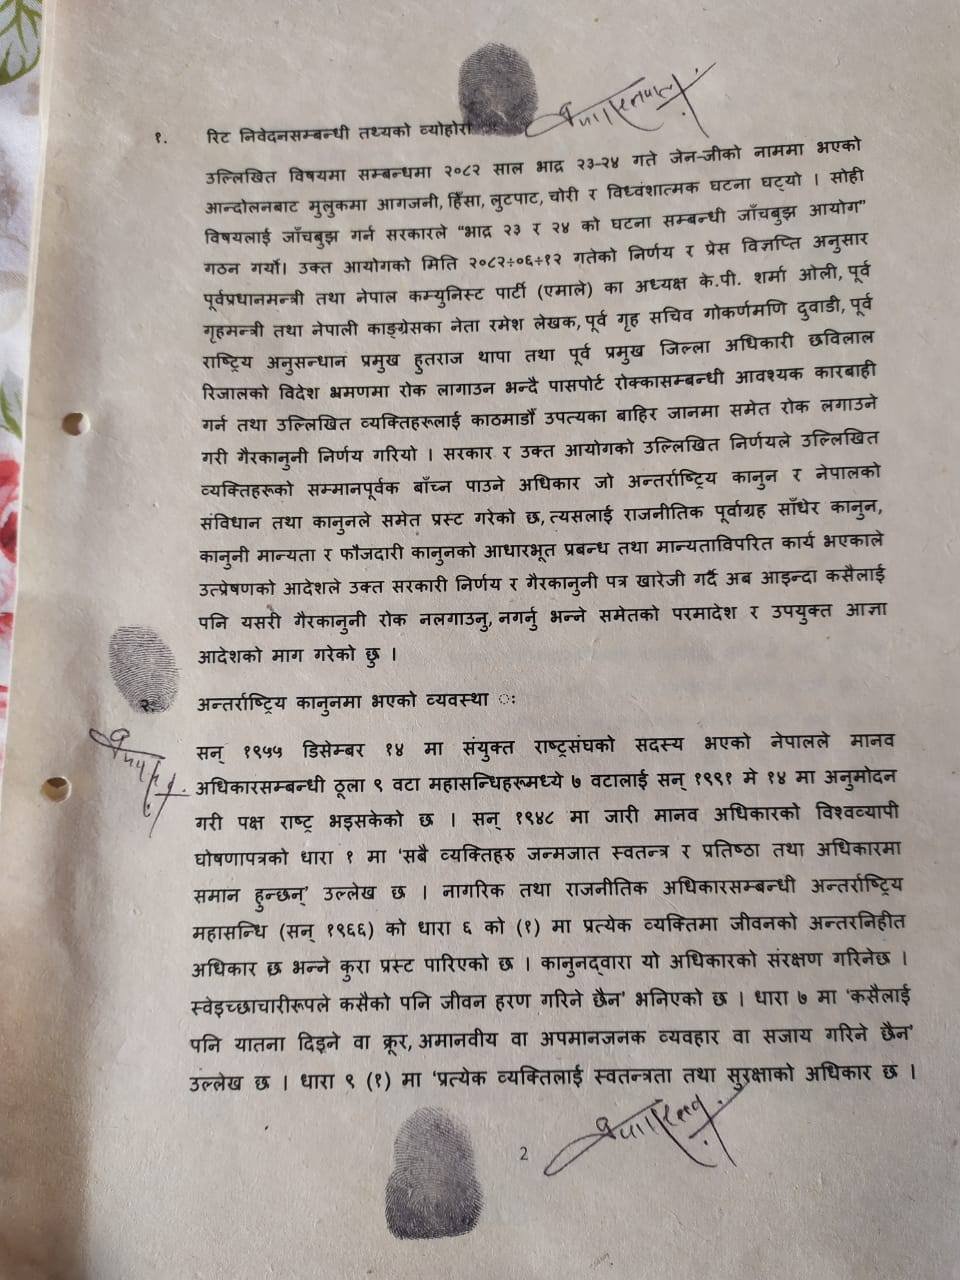 १. रिट निवेदनसम्बन्धी तथ्यको व्योहोरा
उल्लिखित विषयमा सम्बन्धमा २०८२ साल भाद्र २३-२४ गते जेन-जीको नाममा भएको
आन्दोलनबाट मुलुकमा आगजनी, हिँसा, लुटपाट, चोरी र विध्वंशात्मक घटना घट्यो । सोही
विषयलाई जाँचबुझ गर्न सरकारले “भाद्र २३ र २४ को घटना सम्बन्धी जाँचबुझ आयोग”
गठन गर्यो। उक्त आयोगको मिति २०८२÷०६÷१२ गतेको निर्णय र प्रेस विज्ञप्ति अनुसार
पूर्वप्रधानमन्त्री तथा नेपाल कम्युनिस्ट पार्टी (एमाले) का अध्यक्ष के.पी. शर्मा ओली, पूर्व
गृहमन्त्री तथा नेपाली काङ्ग्रेसका नेता रमेश लेखक, पूर्व गृह सचिव गोकर्णमणि दुवाडी, पूर्व
राष्ट्रिय अनुसन्धान प्रमुख हुतराज थापा तथा पूर्व प्रमुख जिल्ला अधिकारी छविलाल
रिजालको विदेश भ्रमणमा रोक लागाउन भन्दै पासपोर्ट रोक्कासम्बन्धी आवश्यक कारबाही
गर्न तथा उल्लिखित व्यक्तिहरूलाई काठमाडौं उपत्यका बाहिर जानमा समेत रोक लगाउने
गरी गैरकानुनी निर्णय गरियो । सरकार र उक्त आयोगको उल्लिखित निर्णयले उल्लिखित
व्यक्तिहरूको सम्मानपूर्वक बाँच्न पाउने अधिकार जो अन्तर्राष्ट्रिय कानुन र नेपालको
संविधान तथा कानुनले समेत प्रस्ट गरेको छ, त्यसलाई राजनीतिक पूर्वाग्रह साँधेर कानुन,
कानुनी मान्यता र फौजदारी कानुनको आधारभूत प्रबन्ध तथा मान्यताविपरित कार्य भएकाले
उत्प्रेषणको आदेशले उक्त सरकारी निर्णय र गैरकानुनी पत्र खारेजी गर्दै अब आइन्दा कसैलाई
पनि यसरी गैरकानुनी रोक नलगाउनु, नगर्नु भन्ने समेतको परमादेश र उपयुक्त आज्ञा
आदेशको माग गरेको छु ।
२. अन्तर्राष्ट्रिय कानुनमा भएको व्यवस्था ः
सन् १९५५ डिसेम्बर १४ मा संयुक्त राष्ट्रसंघको सदस्य भएको नेपालले मानव
अधिकारसम्बन्धी ठूला ९ वटा महासन्धिहरूमध्ये ७ वटालाई सन् १९९१ मे १४ मा अनुमोदन
गरी पक्ष राष्ट्र भइसकेको छ । सन् १९४८ मा जारी मानव अधिकारको विश्वव्यापी
घोषणापत्रको धारा १ मा ‘सबै व्यक्तिहरु जन्मजात स्वतन्त्र र प्रतिष्ठा तथा अधिकारमा
समान हुन्छन्’ उल्लेख छ । नागरिक तथा राजनीतिक अधिकारसम्बन्धी अन्तर्राष्ट्रिय
महासन्धि (सन् १९६६) को धारा ६ को (१) मा प्रत्येक व्यक्तिमा जीवनको अन्तरनिहीत
अधिकार छ भन्ने कुरा प्रस्ट पारिएको छ । कानुनद्वारा यो अधिकारको संरक्षण गरिनेछ ।
स्वेइच्छाचारीरूपले कसैको पनि जीवन हरण गरिने छैन’ भनिएको छ । धारा ७ मा ‘कसैलाई
पनि यातना दिइने वा क्रूर, अमानवीय वा अपमानजनक व्यवहार वा सजाय गरिने छैन’
उल्लेख छ । धारा ९ (१) मा ‘प्रत्येक व्यक्तिलाई स्वतन्त्रता तथा सुरक्षाको अधिकार छ ।
2